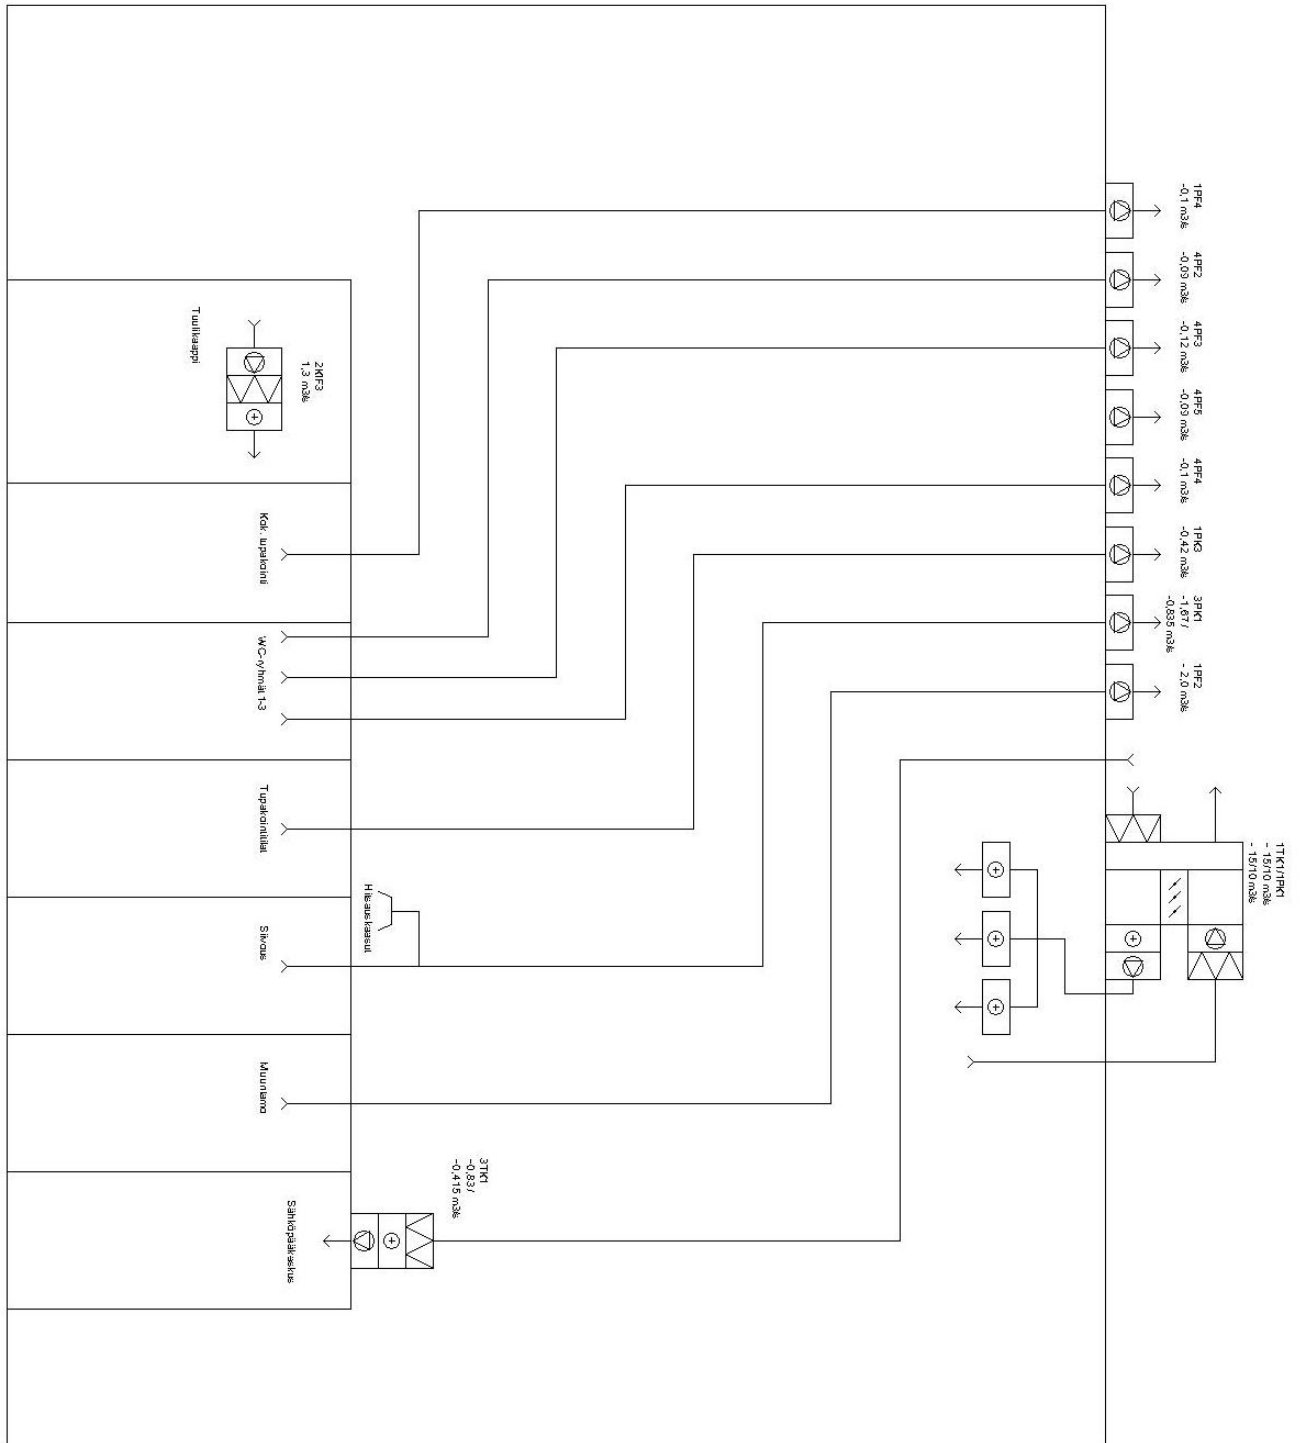 1PF4
-0,1 m3/s
4PF2
-0,09 m3/s
4PF3
-0,12 m3/s
4PF5
-0,09 m3/s
4PF4
-0,1 m3/s
1PK3
-0,42 m3/s
3PK1
-1,67 /
-0,835 m3/s
1PF2
- 2,0 m3/s
1TK1/1PK1
- 15/10 m3/s
- 15/10 m3/s
2KIF3
1,3 m3/s
Tuulikaappi
Kok. tupakointi
WC-ryhmät 1-3
Tupakointitilat
Hitsauskaasut
Siivous
Muuntamo
3TK1
-0,83 /
-0,415 m3/s
Sähköpääkeskus